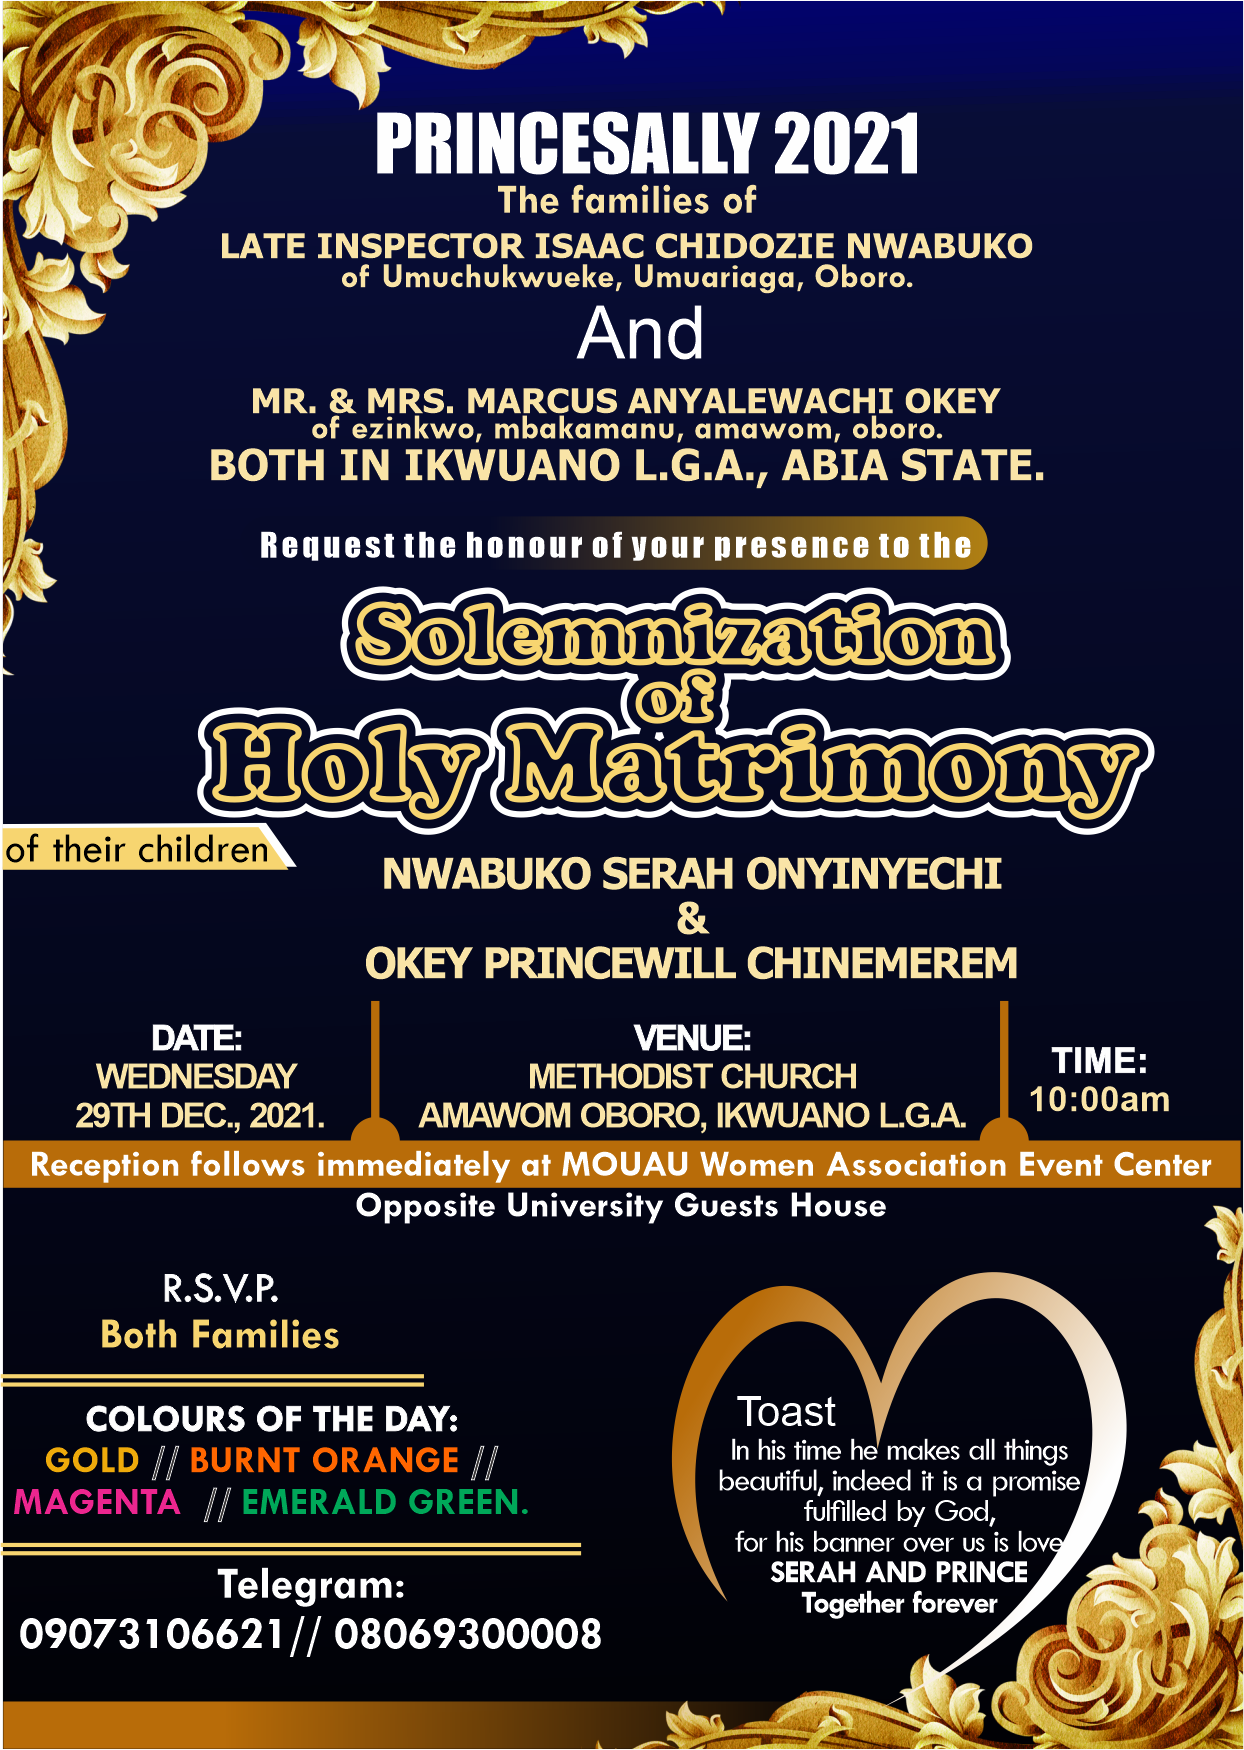 PRINCESALLY 2021
The families of
LATE INSPECTOR ISAAC CHIDOZIE NWABUKO
of Umuchukwueke, Umuariaga, Oboro.
And
MR. & MRS. MARCUS ANYALEWACHI OKEY
of ezinkwo, mbakamanu, amawom, oboro.
BOTH IN IKWUANO L.G.A., ABIA STATE.
Request the honour of your presence to the
Solemnization
of
Holy Matrimony
of their children
NWABUKO SERAH ONYINYECHI
&
OKEY PRINCEWILL CHINEMEREM
DATE:
WEDNESDAY
29TH DEC., 2021.
VENUE:
METHODIST CHURCH
AMAWOM OBORO, IKWUANO L.G.A.
TIME:
10:00am
Reception follows immediately at MOUAU Women Association Event Center
Opposite University Guests House
R.S.V.P.
Both Families
COLOURS OF THE DAY:
GOLD // BURNT ORANGE //
MAGENTA // EMERALD GREEN.
Telegram:
09073106621// 08069300008
Toast
In his time he makes all things
beautiful, indeed it is a promise
fulfilled by God,
for his banner over us is love
SERAH AND PRINCE
Together forever